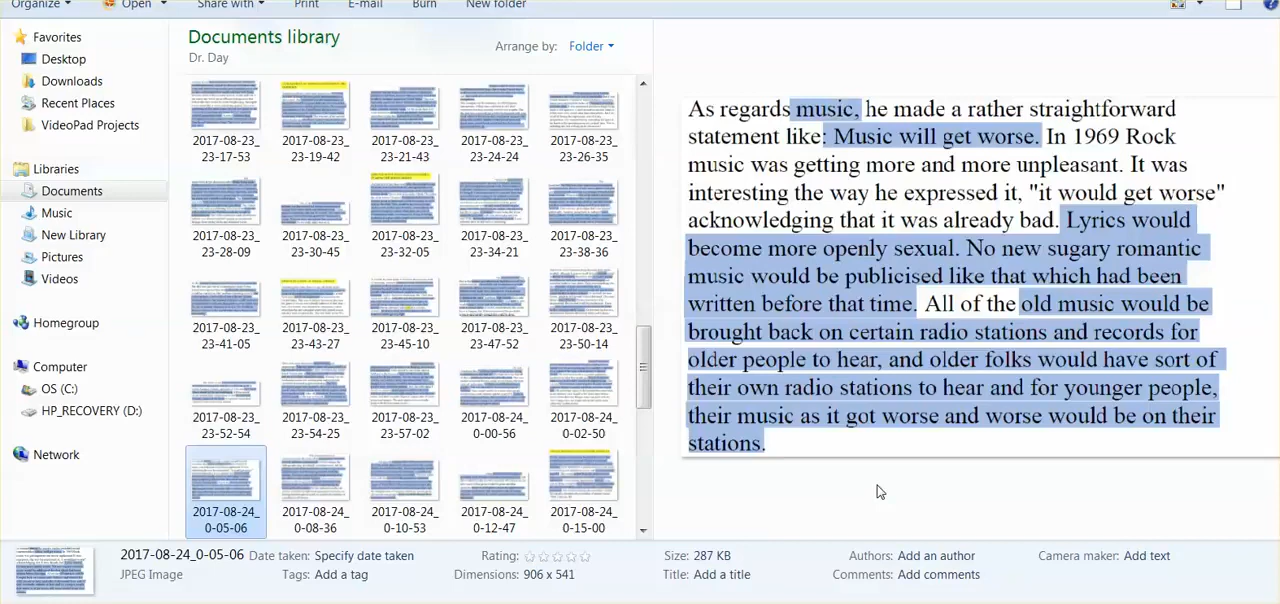 Organize Open Share with Print E-mail Burn New folder
Favorites
Desktop
Downloads
Recent Places
VideoPad Projects
Libraries
Documents
Music
New Library
Pictures
Videos
Homegroup
Computer
OS (C:)
HP_RECOVERY (D:)
Network
Documents library
Dr. Day
Arrange by: Folder
2017-08-23_ 2017-08-23_ 2017-08-23_ 2017-08-23_ 2017-08-23_
23-17-53 23-19-42 23-21-43 23-24-24 23-26-35
2017-08-23_ 2017-08-23_ 2017-08-23_ 2017-08-23_ 2017-08-23_
23-28-09 23-30-45 23-32-05 23-34-21 23-38-36
2017-08-23_ 2017-08-23_ 2017-08-23_ 2017-08-23_ 2017-08-23_
23-41-05 23-43-27 23-45-10 23-47-52 23-50-14
2017-08-23_ 2017-08-23_ 2017-08-23_ 2017-08-24_ 2017-08-24_
23-52-54 23-54-25 23-57-02 0-00-56 0-02-50
2017-08-24_ 2017-08-24_ 2017-08-24_ 2017-08-24_ 2017-08-24_
0-05-06 0-08-36 0-10-53 0-12-47 0-15-00
As regards music, he made a rather straightforward
statement like: Music will get worse. In 1969 Rock
music was getting more and more unpleasant. It was
interesting the way he expressed it, "it would get worse"
acknowledging that it was already bad. Lyrics would
become more openly sexual. No new sugary romantic
music would be publicised like that which had been
written before that time. All of the old music would be
brought back on certain radio stations and records for
older people to hear, and older folks would have sort of
their own radio stations to hear and for younger people,
their music as it got worse and worse would be on their
stations.
2017-08-24_0-05-06 Date taken: Specify date taken Rating: Size: 287 KB Authors: Add an author Camera maker: Add text
JPEG Image Tags: Add a tag Dimensions: 906 x 541 Title: Add a title Comments: Add comments